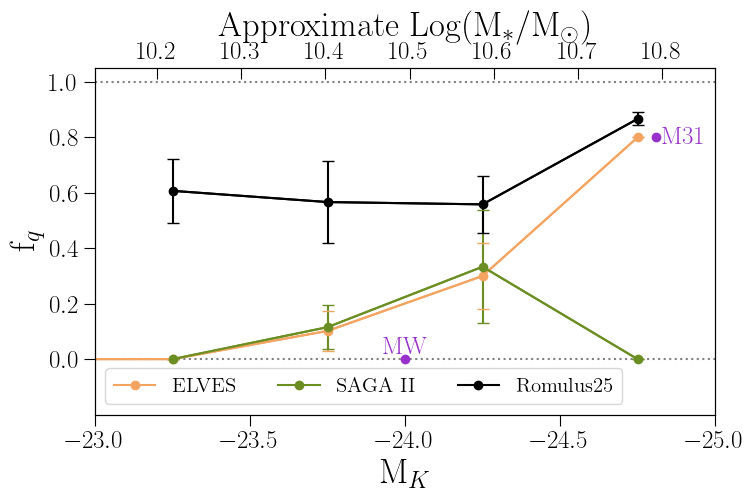 Approximate Log(M*/M⊙)
10.2 10.3 10.4 10.5 10.6 10.7 10.8
1.0
0.8
0.6
0.4
0.2
0.0
f_q
M31
MW
ELVES SAGA II Romulus25
−23.0 −23.5 −24.0 −24.5 −25.0
M_K